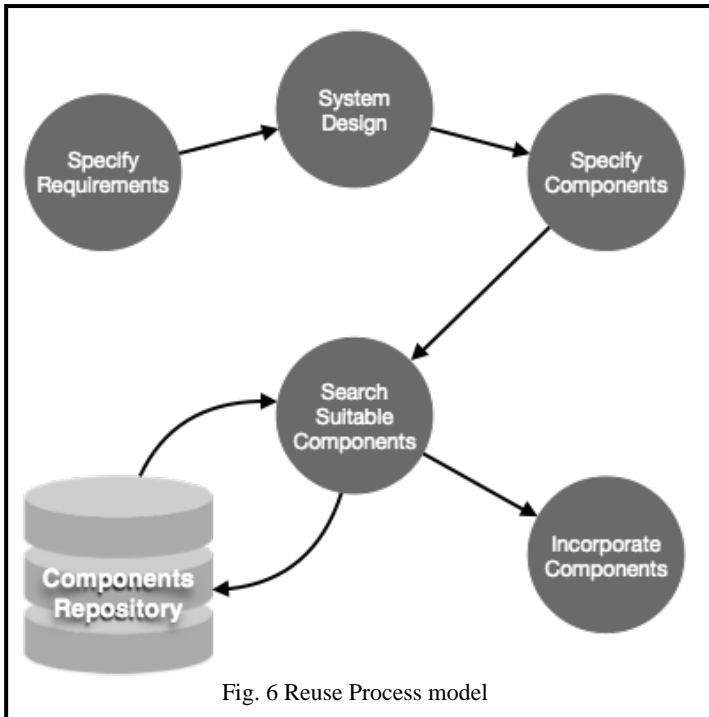 System
Design
Specify
Requirements
Specify
Components
Search
Suitable
Components
Components
Repository
Incorporate
Components
Fig. 6 Reuse Process model